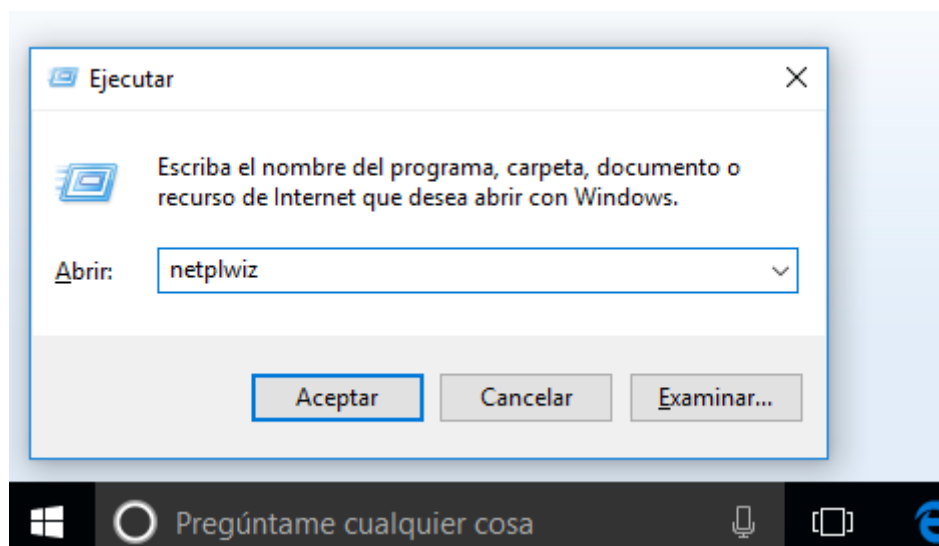 Ejecutar
Escriba el nombre del programa, carpeta, documento o
recurso de Internet que desea abrir con Windows.
Abrir: netplwiz
Aceptar Cancelar Examinar...
Pregúntame cualquier cosa